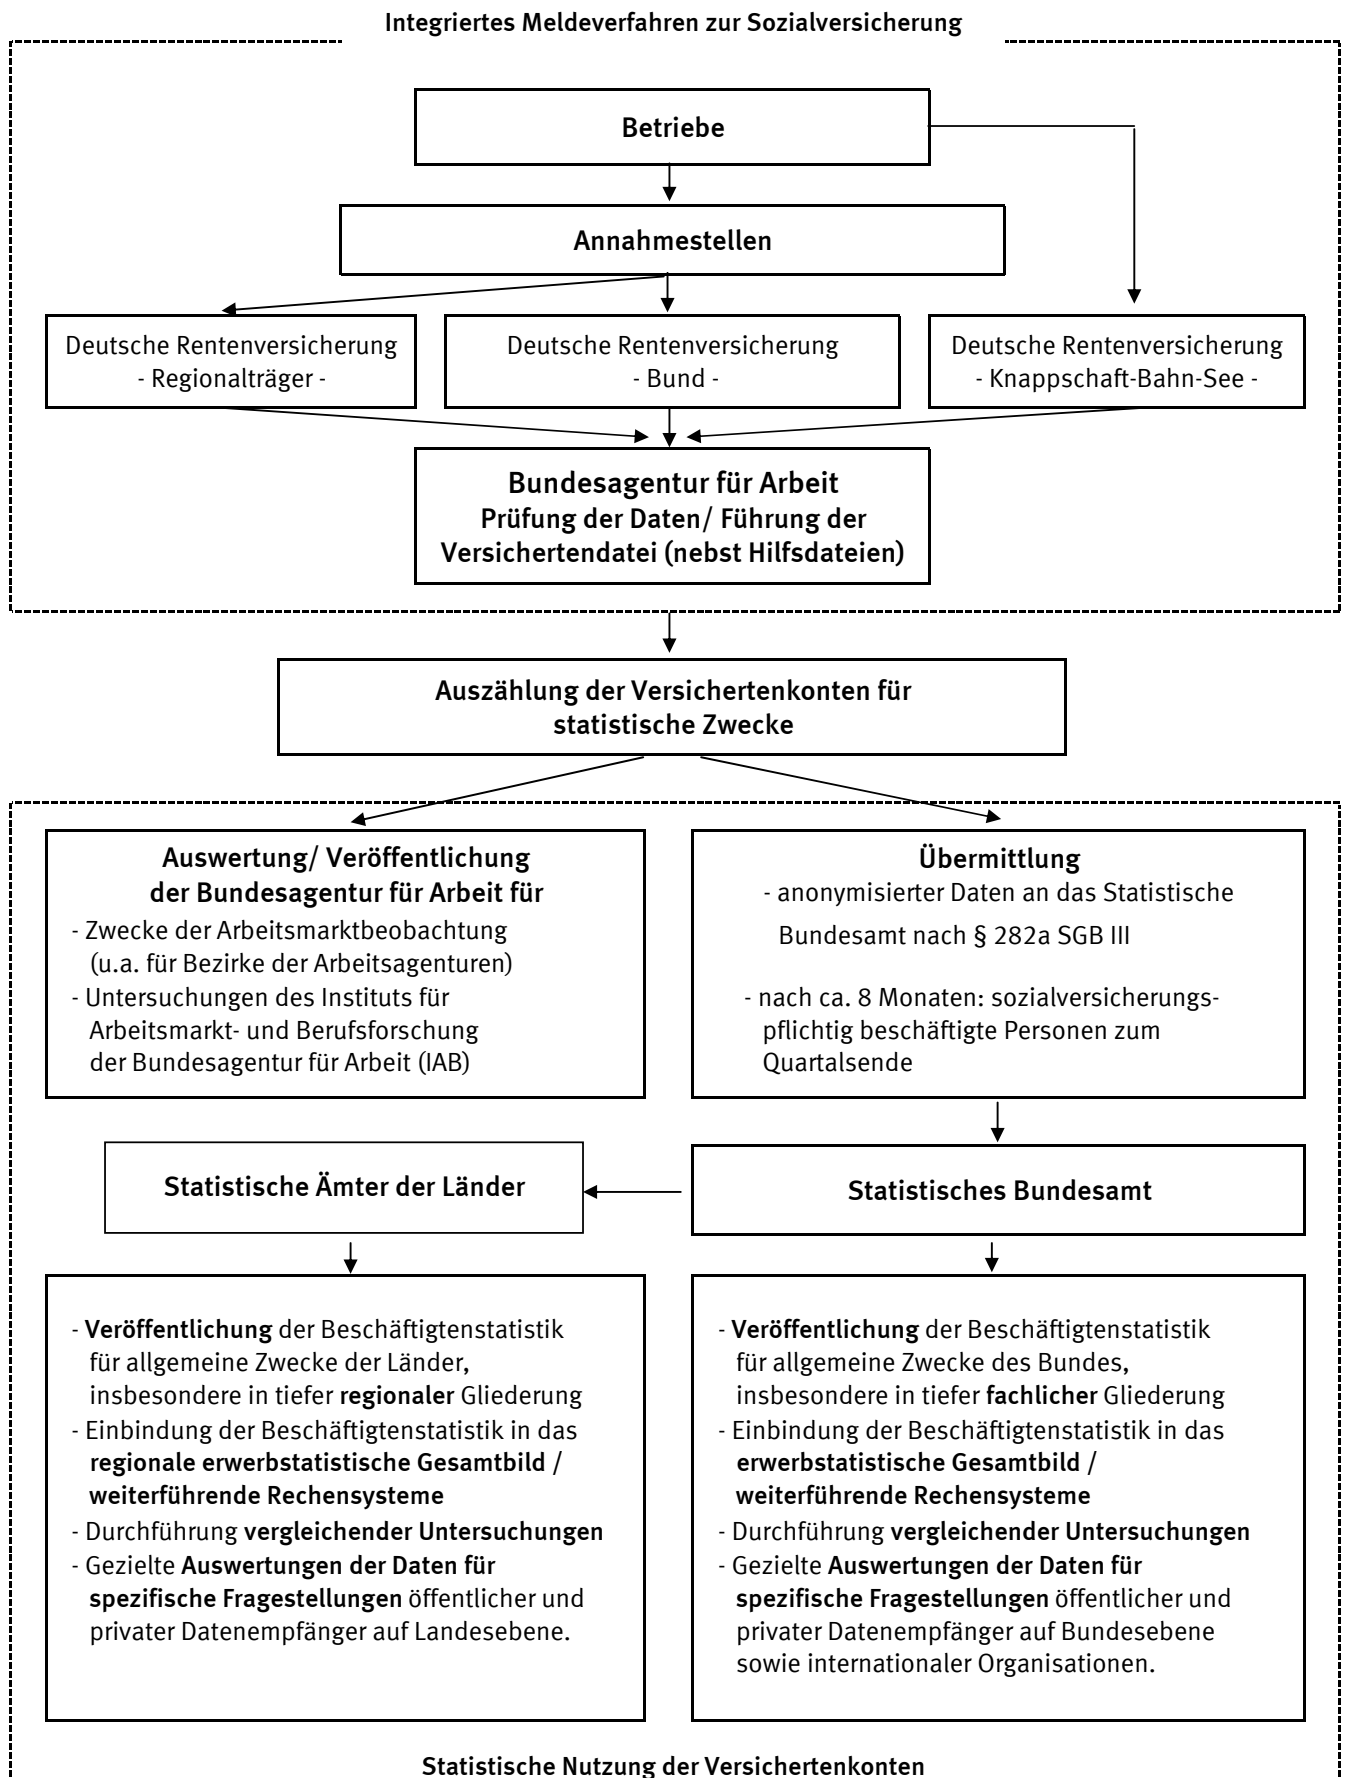 Integriertes Meldeverfahren zur Sozialversicherung
Betriebe
Annahmestellen
Deutsche Rentenversicherung
- Regionalträger -
Deutsche Rentenversicherung
- Bund -
Deutsche Rentenversicherung
- Knappschaft-Bahn-See -
Bundesagentur für Arbeit
Prüfung der Daten/ Führung der
Versichertendatei (nebst Hilfsdateien)
Auszählung der Versichertenkonten für
statistische Zwecke
Auswertung/ Veröffentlichung
der Bundesagentur für Arbeit für
- Zwecke der Arbeitsmarktbeobachtung
(u.a. für Bezirke der Arbeitsagenturen)
- Untersuchungen des Instituts für
Arbeitsmarkt- und Berufsforschung
der Bundesagentur für Arbeit (IAB)
Übermittlung
- anonymisierter Daten an das Statistische
Bundesamt nach § 282a SGB III
- nach ca. 8 Monaten: sozialversicherungs-
pflichtig beschäftigte Personen zum
Quartalsende
Statistische Ämter der Länder
Statistisches Bundesamt
- Veröffentlichung der Beschäftigtenstatistik
für allgemeine Zwecke der Länder,
insbesondere in tiefer regionaler Gliederung
- Einbindung der Beschäftigtenstatistik in das
regionale erwerbstatistische Gesamtbild /
weiterführende Rechensysteme
- Durchführung vergleichender Untersuchungen
- Gezielte Auswertungen der Daten für
spezifische Fragestellungen öffentlicher und
privater Datenempfänger auf Landesebene.
- Veröffentlichung der Beschäftigtenstatistik
für allgemeine Zwecke des Bundes,
insbesondere in tiefer fachlicher Gliederung
- Einbindung der Beschäftigtenstatistik in das
erwerbstatistische Gesamtbild /
weiterführende Rechensysteme
- Durchführung vergleichender Untersuchungen
- Gezielte Auswertungen der Daten für
spezifische Fragestellungen öffentlicher und
privater Datenempfänger auf Bundesebene
sowie internationaler Organisationen.
Statistische Nutzung der Versichertenkonten